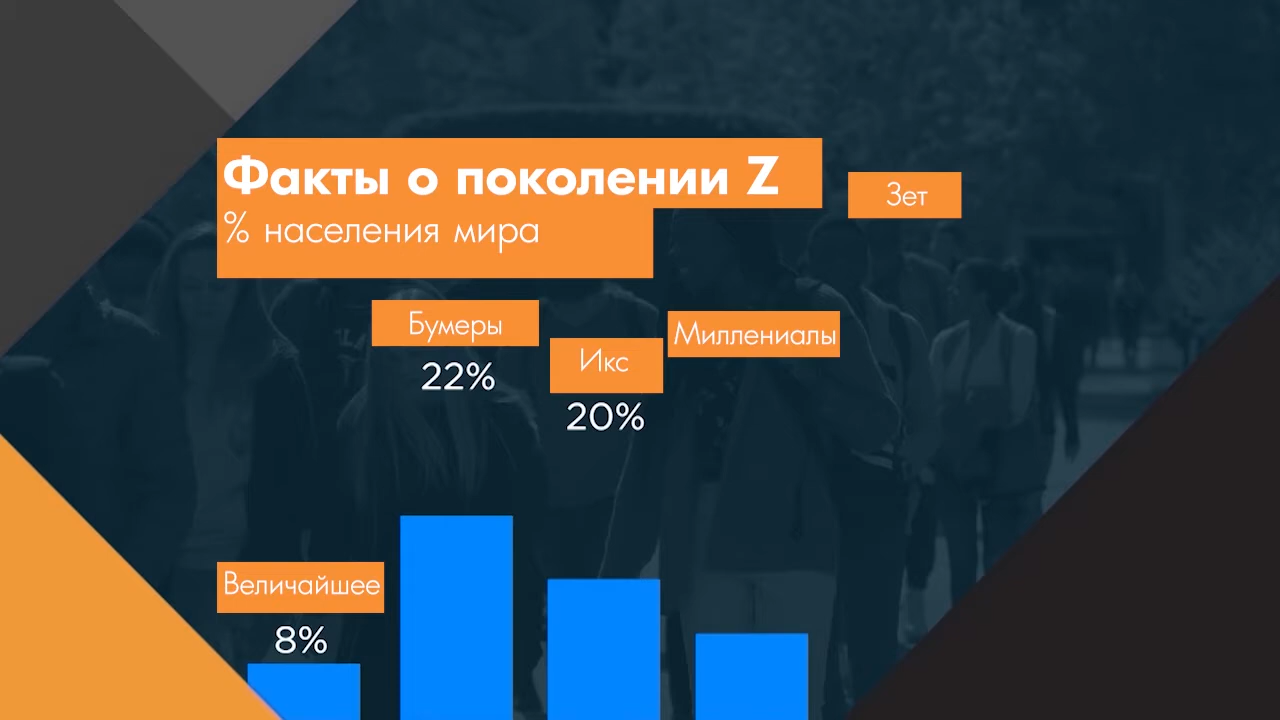 Факты о поколении Z
% населения мира
Зет
Бумеры
22%
Икс
20%
Миллениалы
Величайшее
8%